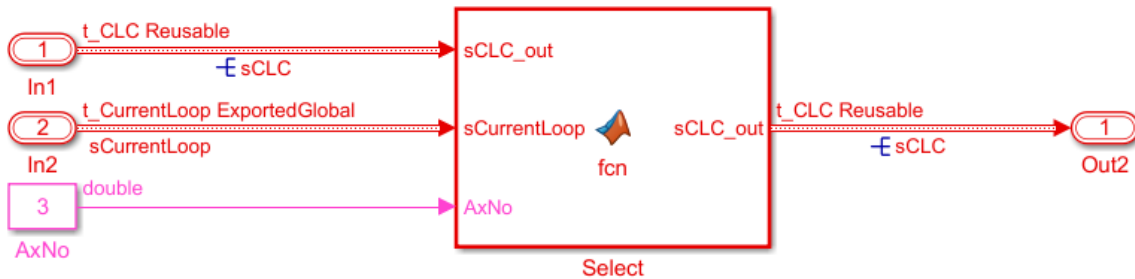 t_CLC Reusable
1
sCLC_out
sCLC
In1
t_CurrentLoop ExportedGlobal
t_CLC Reusable
2
sCurrentLoop
sCLC_out
1
sCurrentLoop
sCLC
In2
fcn
Out2
double
3
AxNo
AxNo
Select